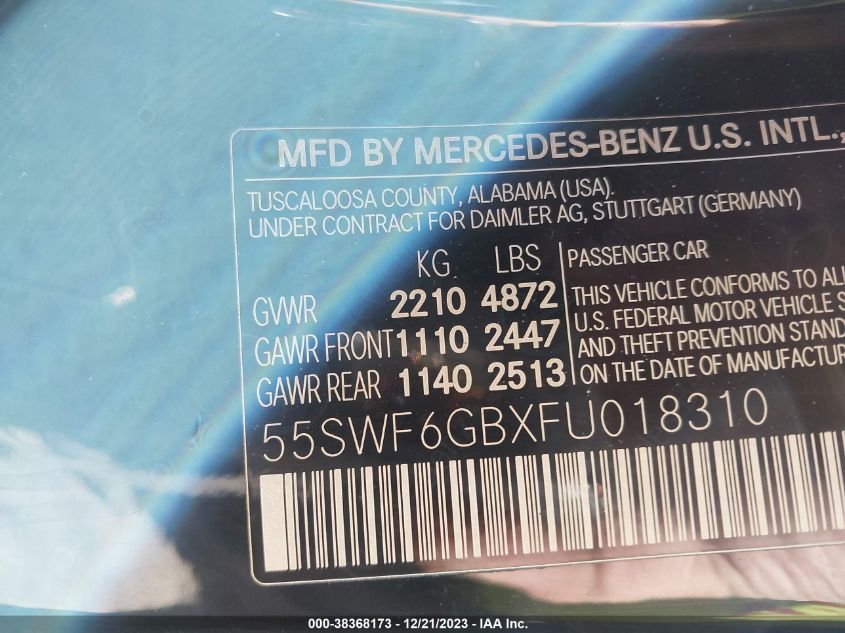 MFD BY MERCEDES-BENZ U.S. INTL.,
TUSCALOOSA COUNTY, ALABAMA (USA).
UNDER CONTRACT FOR DAIMLER AG, STUTTGART (GERMANY)
KG LBS
GVWR 2210 4872
GAWR FRONT 1110 2447
GAWR REAR 1140 2513
PASSENGER CAR
THIS VEHICLE CONFORMS TO ALL
U.S. FEDERAL MOTOR VEHICLE S
AND THEFT PREVENTION STAND
ON THE DATE OF MANUFACTUR
55SWF6GBXFU018310
000-38368173 - 12/21/2023 - IAA Inc.